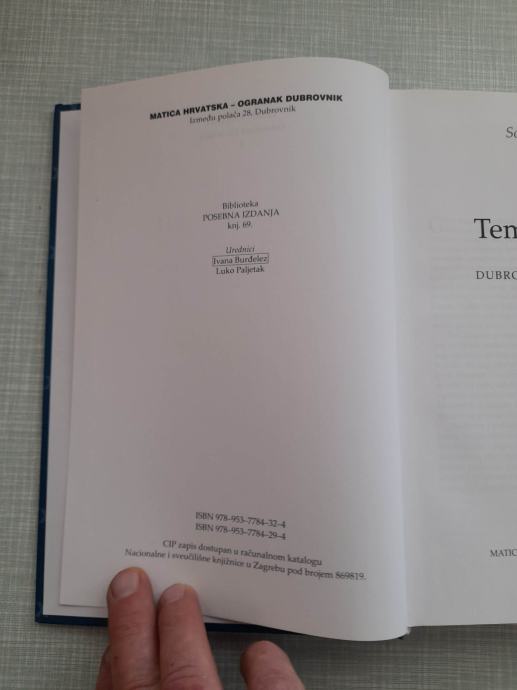 MATICA HRVATSKA – OGRANAK DUBROVNIK
Između polača 28, Dubrovnik
Biblioteka
POSEBNA IZDANJA
knj. 69.
Urednici
Ivana Burđelez
Luko Paljetak
ISBN 978–953–7784–32–4
ISBN 978–953–7784–29–4
CIP zapis dostupan u računalnom katalogu
Nacionalne i sveučilišne knjižnice u Zagrebu pod brojem 869819.
Tem
DUBRO
MATIC